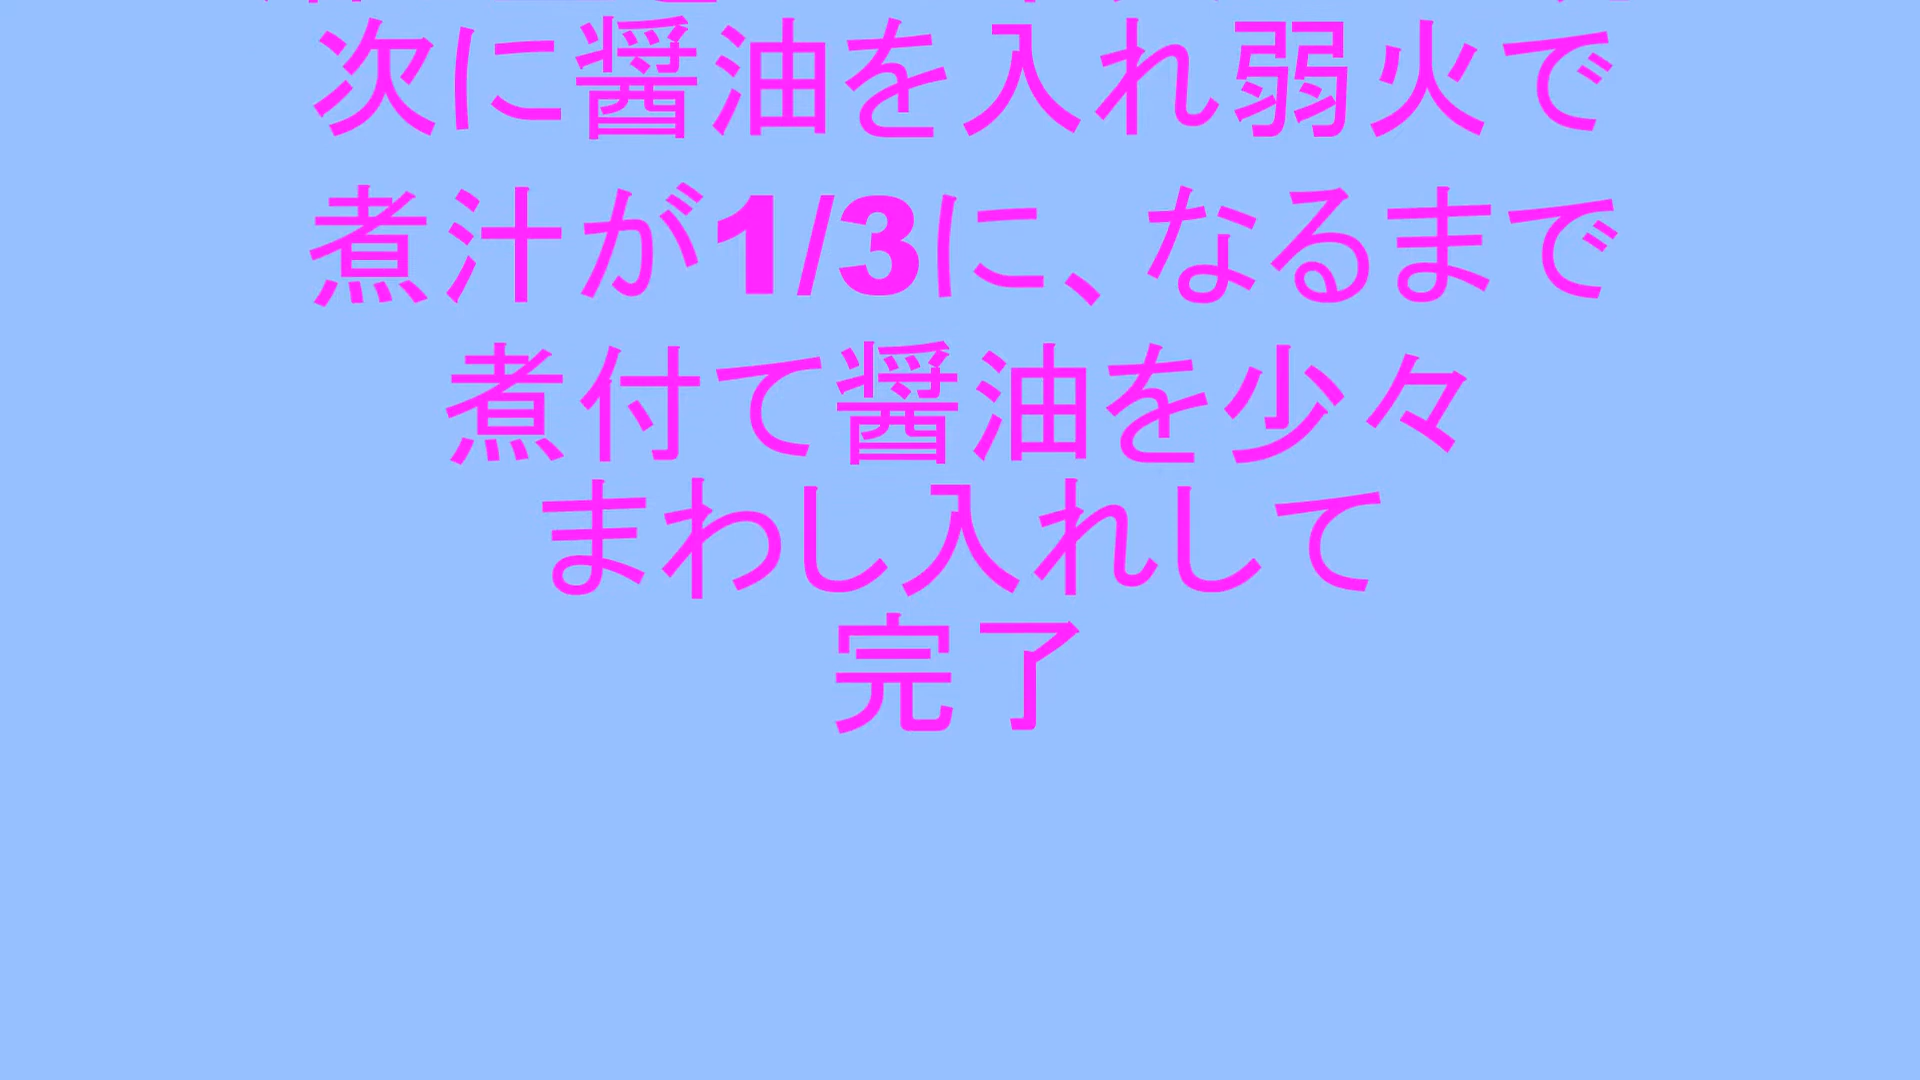 次に醤油を入れ弱火で
煮汁が1/3に、なるまで
煮付て醤油を少々
まわし入れして
完了